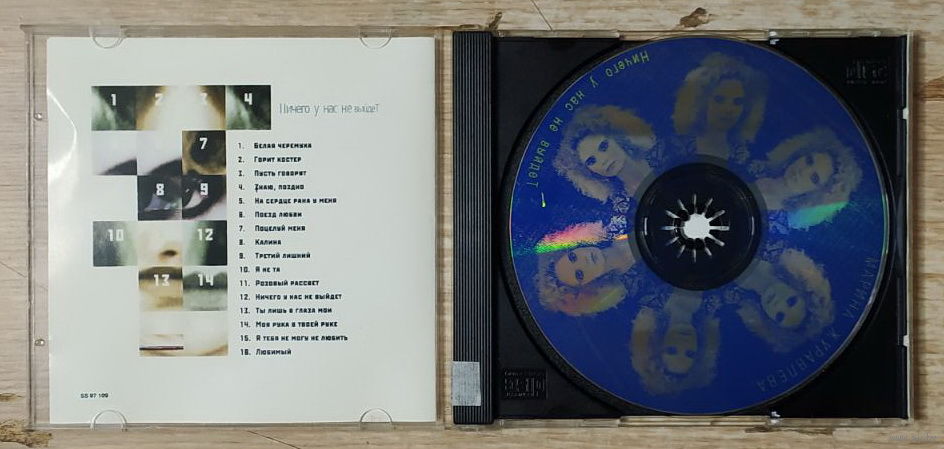 1 2 3 4
7
8 9
10 12
13 14
Ничего у нас не выйдет
1. Белая черемуха
2. Горит костер
3. Пусть говорят
4. Знаю, поздно
5. На сердце рана у меня
6. Поезд любви
7. Поцелуй меня
8. Калина
9. Третий лишний
10. Я не та
11. Розовый рассвет
12. Ничего у нас не выйдет
13. Ты лишь в глаза мои
14. Моя рука в твоей руке
15. Я тебя не могу не любить
16. Любимый
SS 97 109
Ничего у нас не выйдет
МАРИНА ЖУРАВЛЕВА